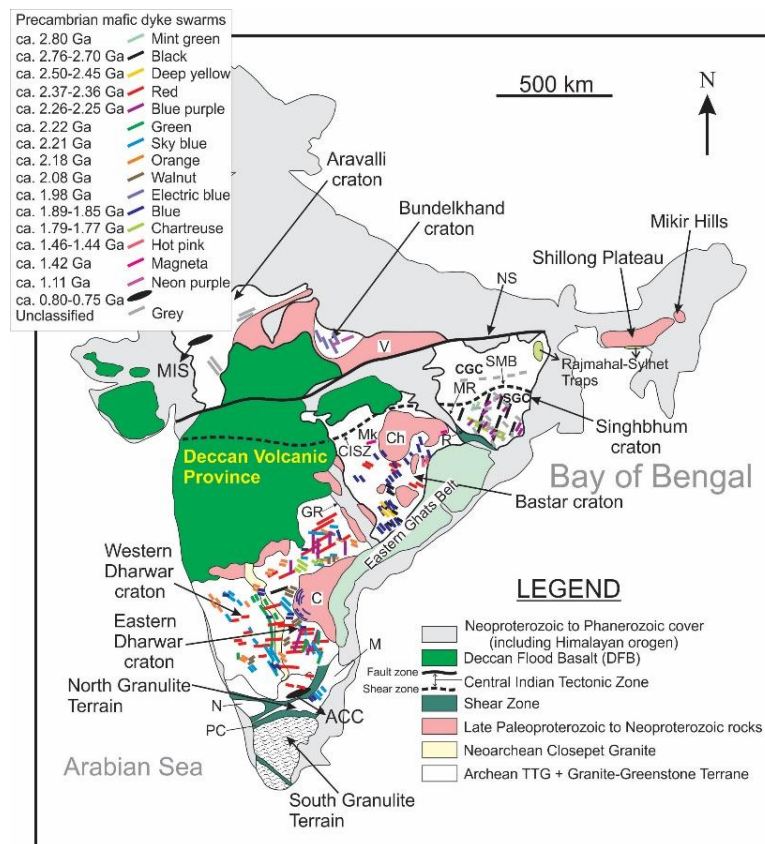 Precambrian mafic dyke swarms
ca. 2.80 Ga Mint green
ca. 2.76-2.70 Ga Black
ca. 2.50-2.45 Ga Deep yellow
ca. 2.37-2.36 Ga Red
ca. 2.26-2.25 Ga Blue purple
ca. 2.22 Ga Green
ca. 2.21 Ga Sky blue
ca. 2.18 Ga Orange
ca. 2.08 Ga Walnut
ca. 1.98 Ga Electric blue
ca. 1.89-1.85 Ga Blue
ca. 1.79-1.77 Ga Chartreuse
ca. 1.46-1.44 Ga Hot pink
ca. 1.42 Ga Magneta
ca. 1.11 Ga Neon purple
ca. 0.80-0.75 Ga
Unclassified Grey
500 km
N
Aravalli
craton
Bundelkhand
craton
Mikir Hills
Shillong Plateau
NS
V
MIS
Rajmahal-Sylhet
Traps
CGC
SMB
MR
SGC
Singhbhum
craton
Mk
Ch
R
CISZ
Deccan Volcanic
Province
Bay of Bengal
Bastar craton
GR
Eastern Ghats Belt
Western
Dharwar
craton
C
Eastern
Dharwar
craton
M
North Granulite
Terrain
N
ACC
PC
Arabian Sea
South Granulite
Terrain
LEGEND
Neoproterozoic to Phanerozoic cover
(including Himalayan orogen)
Deccan Flood Basalt (DFB)
Fault zone
Central Indian Tectonic Zone
Shear zone
Shear Zone
Late Paleoproterozoic to Neoproterozoic rocks
Neoarchean Closepet Granite
Archean TTG + Granite-Greenstone Terrane